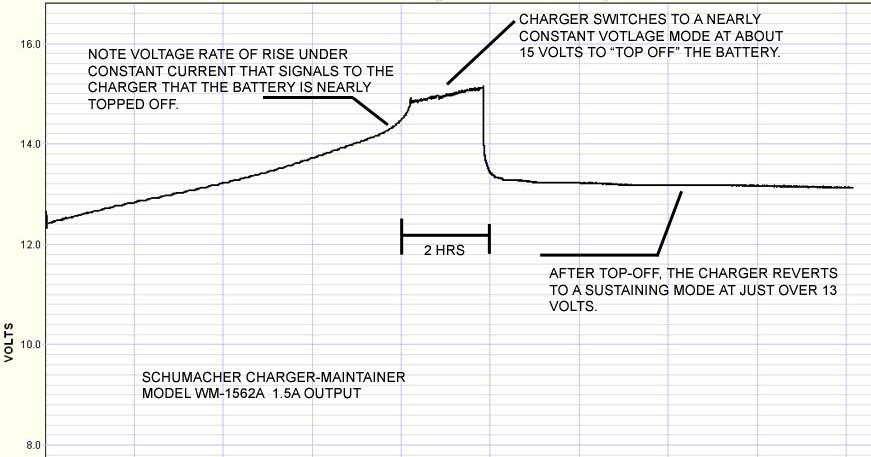 CHARGER SWITCHES TO A NEARLY
CONSTANT VOTLAGE MODE AT ABOUT
15 VOLTS TO “TOP OFF” THE BATTERY.
16.0
NOTE VOLTAGE RATE OF RISE UNDER
CONSTANT CURRENT THAT SIGNALS TO THE
CHARGER THAT THE BATTERY IS NEARLY
TOPPED OFF.
14.0
12.0
2 HRS
AFTER TOP-OFF, THE CHARGER REVERTS
TO A SUSTAINING MODE AT JUST OVER 13
VOLTS.
10.0
VOLTS
SCHUMACHER CHARGER-MAINTAINER
MODEL WM-1562A 1.5A OUTPUT
8.0